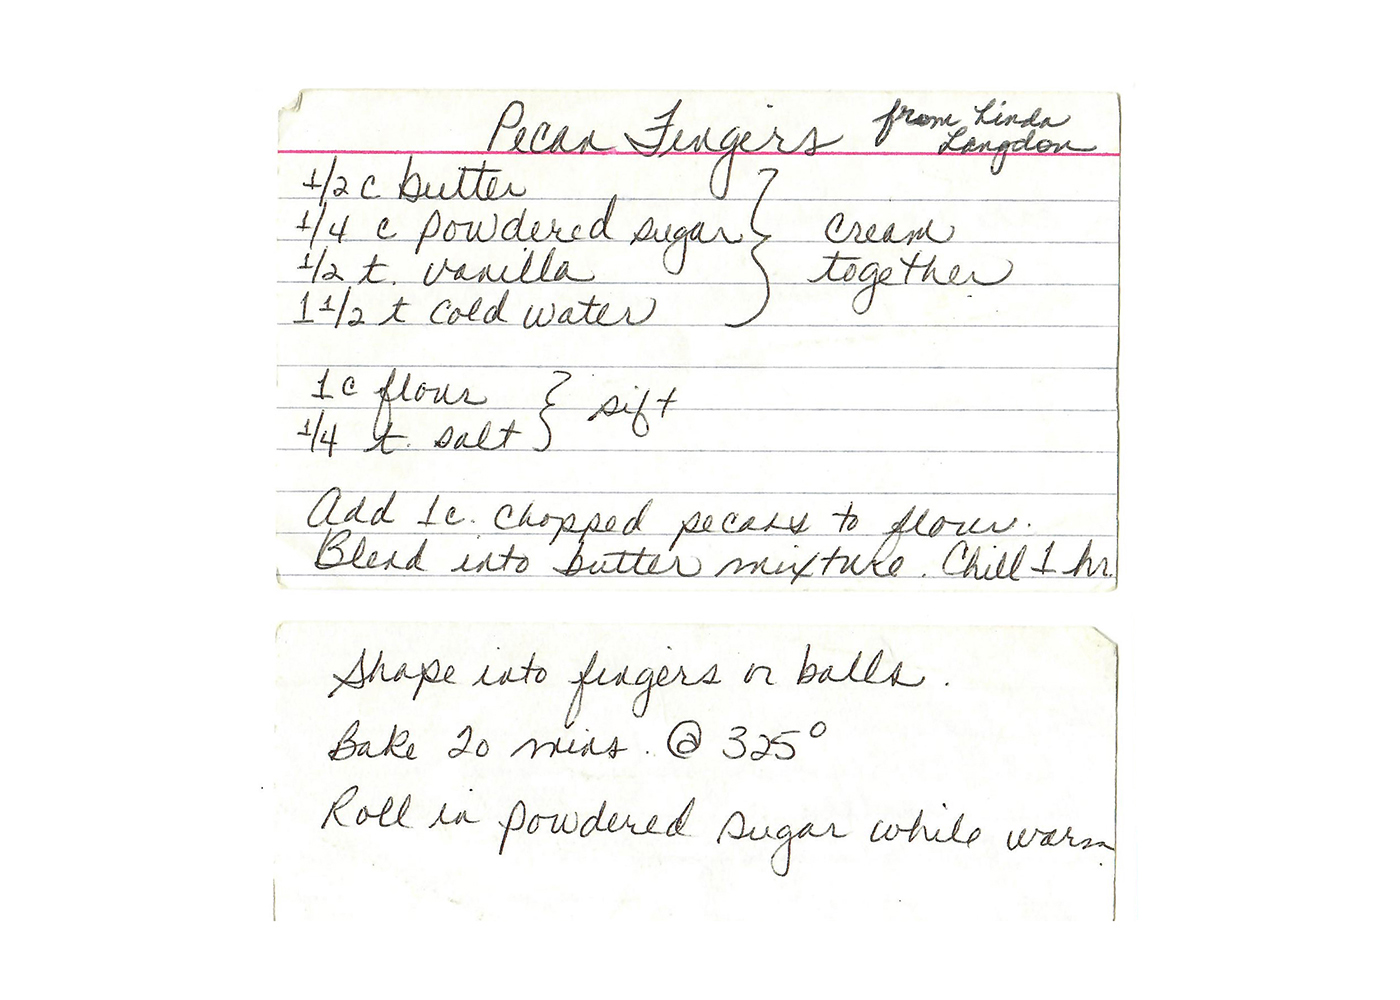 Pecan Fingers from Linda
Langdon
1/2 c butter
1/4 c powdered sugar } cream
1/2 t. vanilla together
1 1/2 t cold water
1 c flour } sift
1/4 t. salt
Add 1 c. chopped pecans to flour.
Blend into butter mixture. Chill 1 hr.
Shape into fingers or balls.
Bake 20 mins. @ 325°
Roll in powdered sugar while warm.